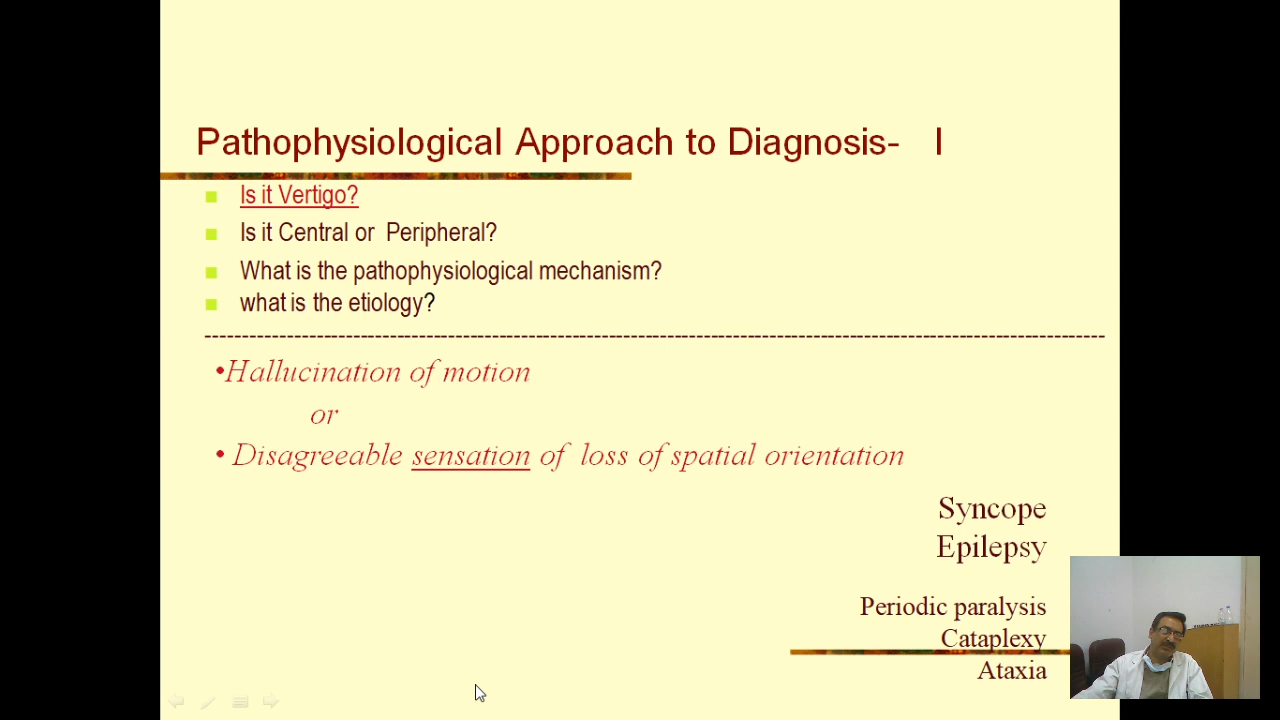 Pathophysiological Approach to Diagnosis- I
Is it Vertigo?
Is it Central or Peripheral?
What is the pathophysiological mechanism?
what is the etiology?
•Hallucination of motion
or
• Disagreeable sensation of loss of spatial orientation
Syncope
Epilepsy
Periodic paralysis
Cataplexy
Ataxia